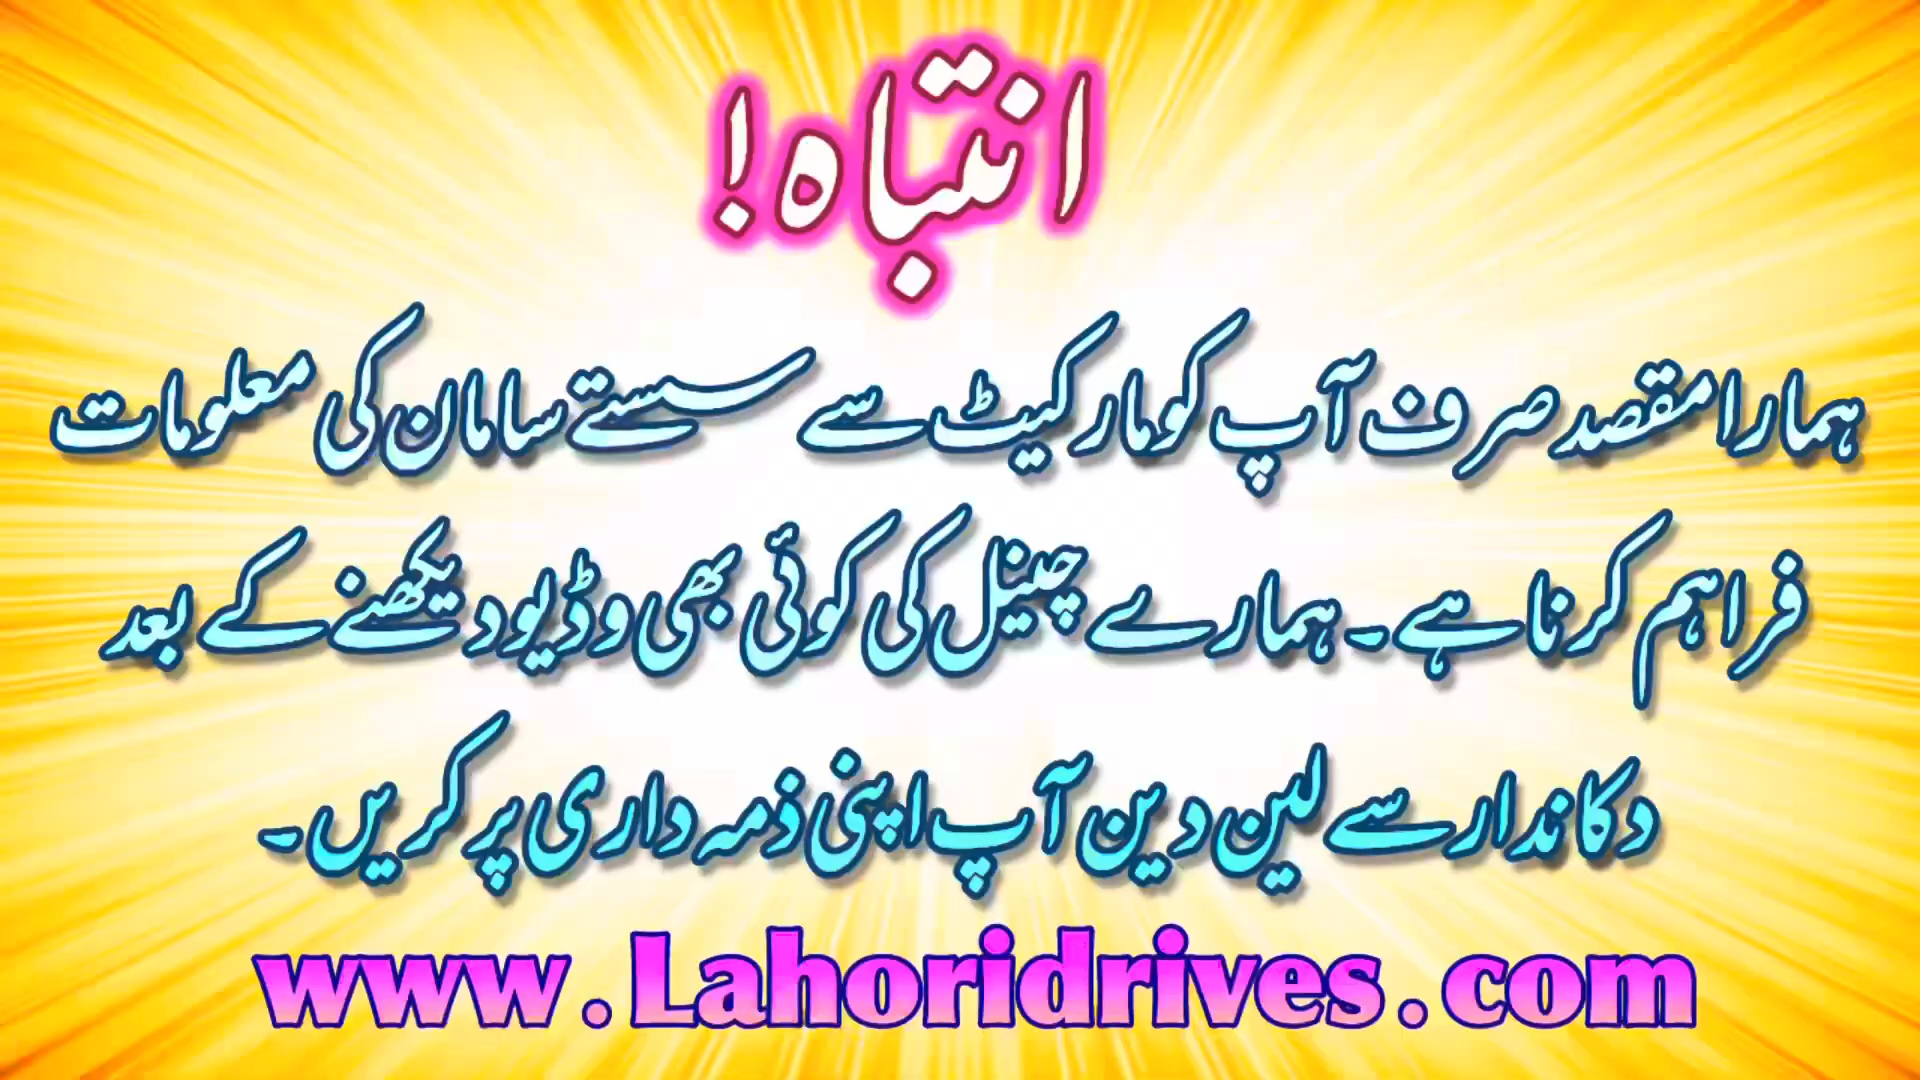 انتباہ!
ہمارا مقصد صرف آپ کو مارکیٹ سے سستے سامان کی معلومات
فراہم کرنا ہے۔ ہمارے چینل کی کوئی بھی وڈیو دیکھنے کے بعد
دکاندار سے لین دین آپ اپنی ذمہ داری پر کریں۔
www.Lahoridrives.com